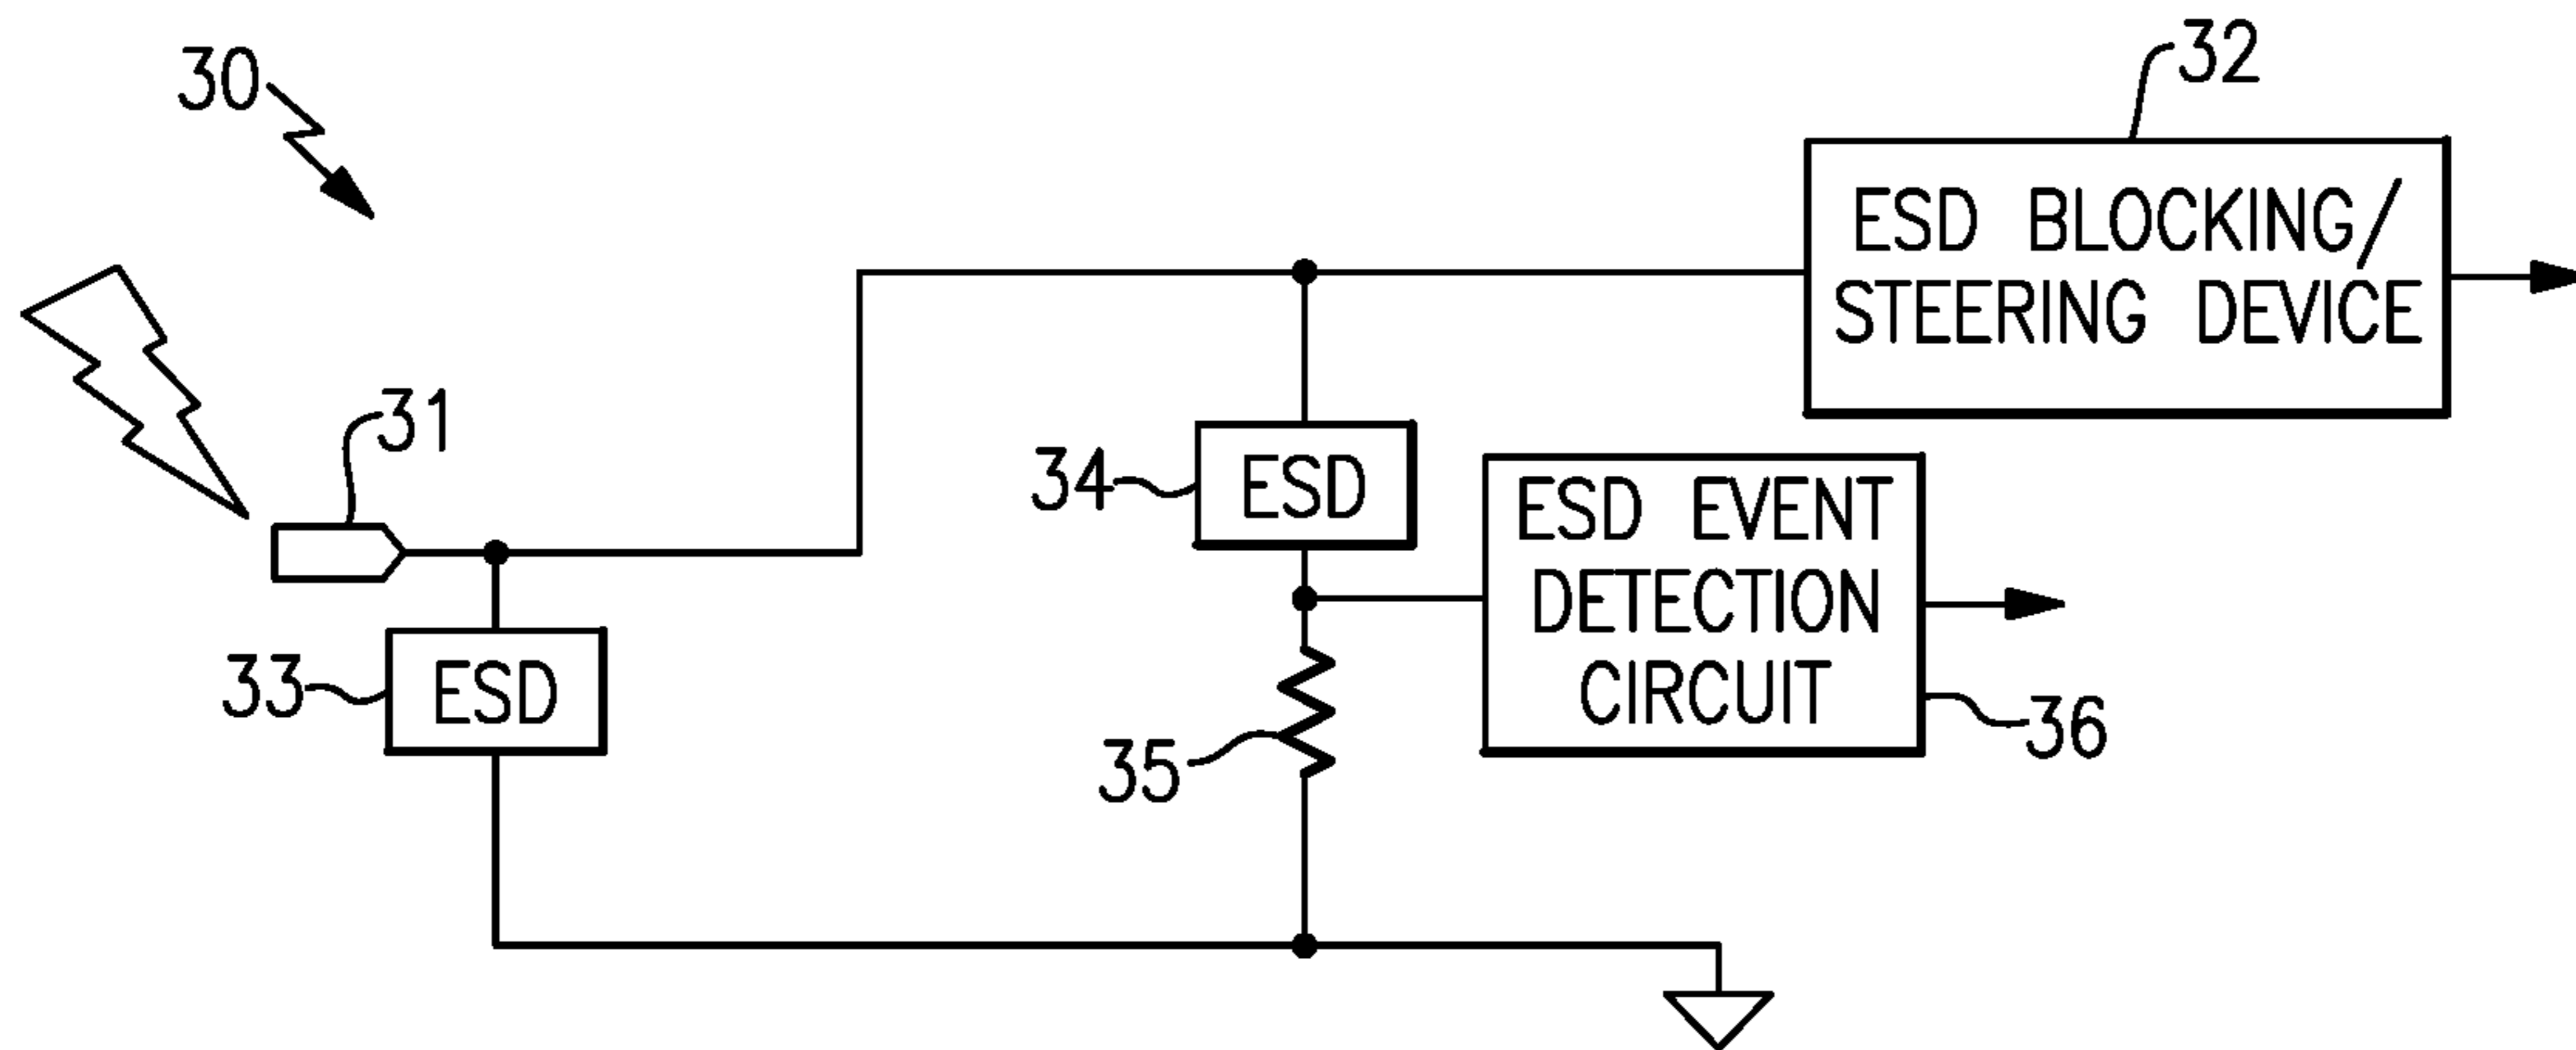 30
32
ESD BLOCKING/
STEERING DEVICE
31
34
ESD
ESD EVENT
DETECTION
CIRCUIT
33
ESD
35
36